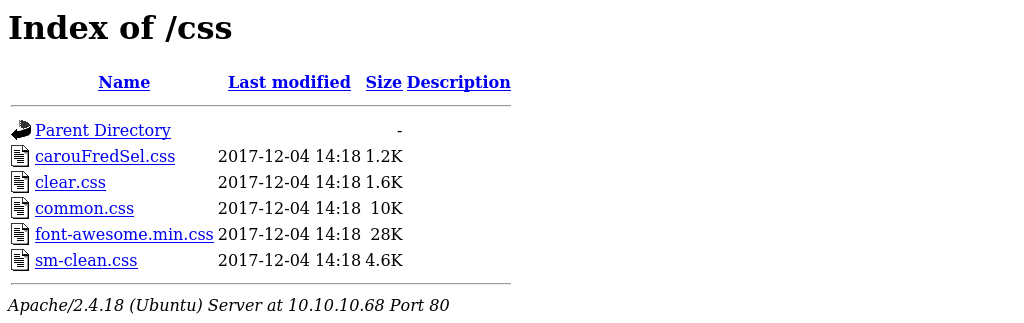 Index of /css
Name Last modified Size Description
Parent Directory -
carouFredSel.css 2017-12-04 14:18 1.2K
clear.css 2017-12-04 14:18 1.6K
common.css 2017-12-04 14:18 10K
font-awesome.min.css 2017-12-04 14:18 28K
sm-clean.css 2017-12-04 14:18 4.6K
Apache/2.4.18 (Ubuntu) Server at 10.10.10.68 Port 80